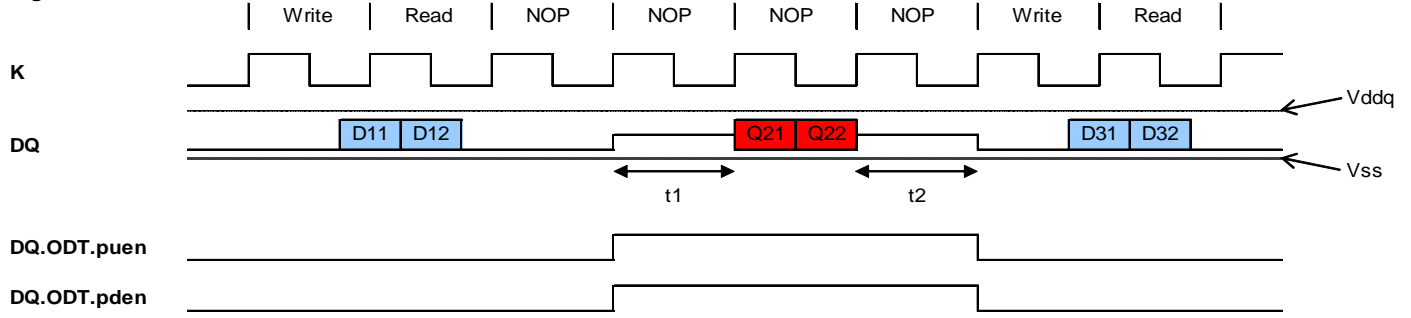 Write Read NOP NOP NOP NOP Write Read
K
Vddq
DQ D11 D12 Q21 Q22 D31 D32
Vss
t1 t2
DQ.ODT.puen
DQ.ODT.pden